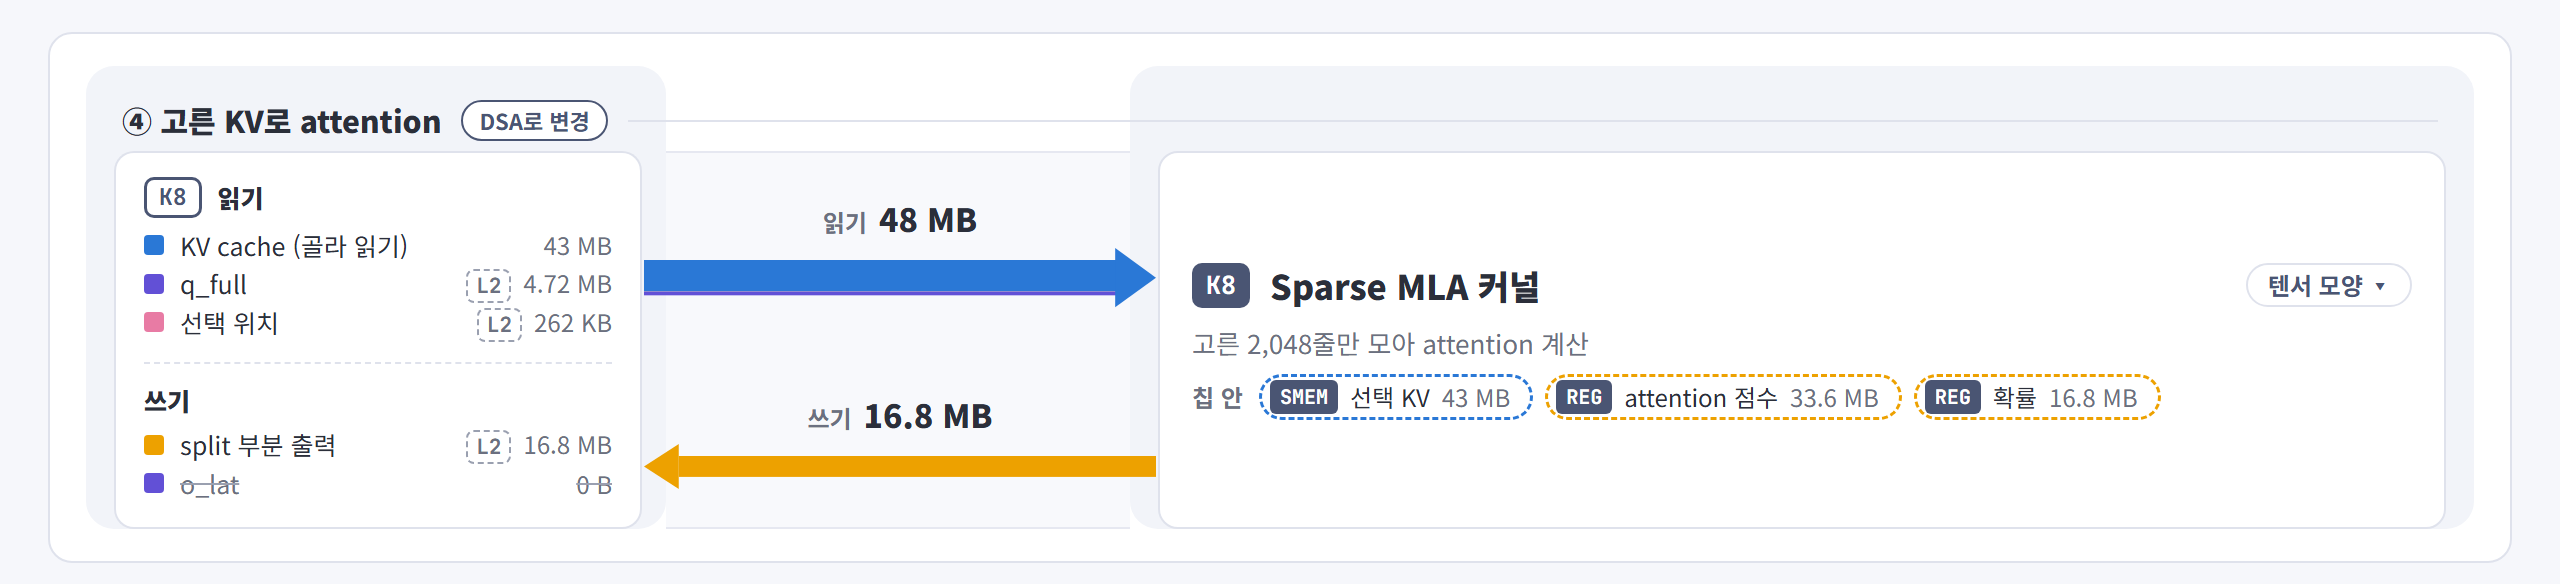 ④ 고른 KV로 attention DSA로 변경
K8 읽기
KV cache (골라 읽기) 43 MB
q_full L2 4.72 MB
선택 위치 L2 262 KB
쓰기
split 부분 출력 L2 16.8 MB
o_lat 0 B
읽기 48 MB
쓰기 16.8 MB
K8 Sparse MLA 커널 텐서 모양 ▾
고른 2,048줄만 모아 attention 계산
칩 안 SMEM 선택 KV 43 MB REG attention 점수 33.6 MB REG 확률 16.8 MB